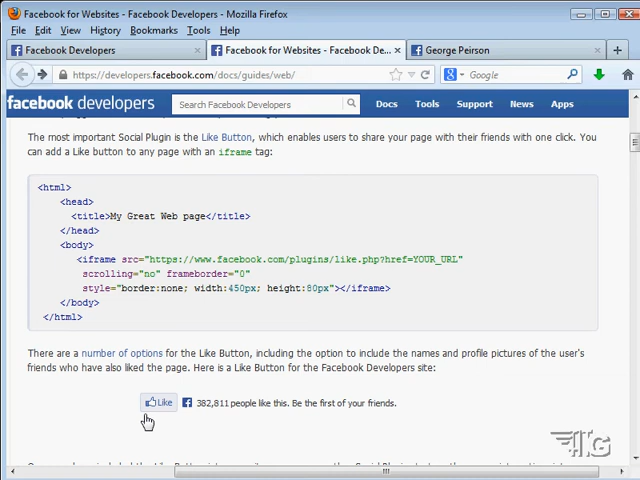 Facebook for Websites - Facebook Developers - Mozilla Firefox
File Edit View History Bookmarks Tools Help
Facebook Developers
Facebook for Websites - Facebook De...
George Peirson
https://developers.facebook.com/docs/guides/web/
Google
facebook developers
Search Facebook Developers
Docs Tools Support News Apps
The most important Social Plugin is the Like Button, which enables users to share your page with their friends with one click. You
can add a Like button to any page with an iframe tag:
<html>
<head>
<title>My Great Web page</title>
</head>
<body>
<iframe src="https://www.facebook.com/plugins/like.php?href=YOUR_URL"
scrolling="no" frameborder="0"
style="border:none; width:450px; height:80px"></iframe>
</body>
</html>
There are a number of options for the Like Button, including the option to include the names and profile pictures of the user's
friends who have also liked the page. Here is a Like Button for the Facebook Developers site:
Like
382,811 people like this. Be the first of your friends.